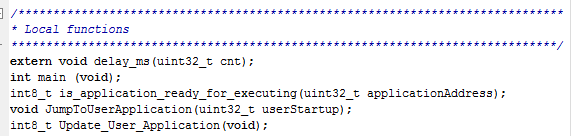 /******************************************************************************
* Local functions
******************************************************************************/
extern void delay_ms(uint32_t cnt);
int main (void);
int8_t is_application_ready_for_executing(uint32_t applicationAddress);
void JumpToUserApplication(uint32_t userStartup);
int8_t Update_User_Application(void);